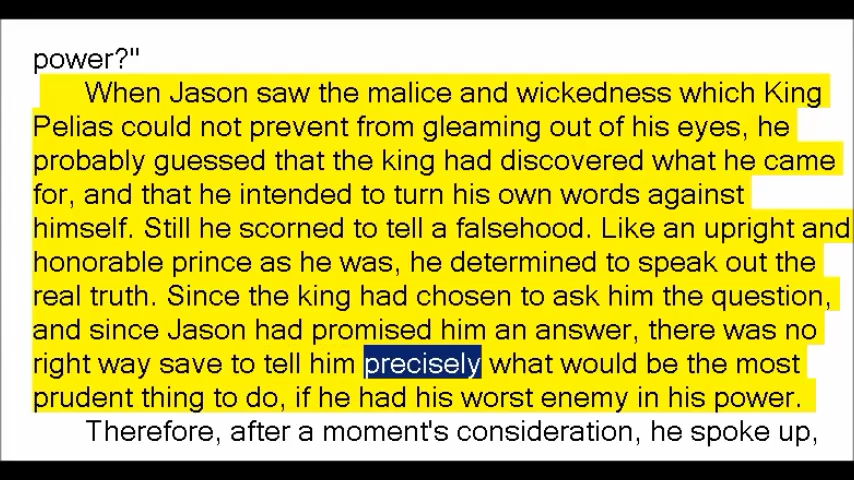 power?"
When Jason saw the malice and wickedness which King
Pelias could not prevent from gleaming out of his eyes, he
probably guessed that the king had discovered what he came
for, and that he intended to turn his own words against
himself. Still he scorned to tell a falsehood. Like an upright and
honorable prince as he was, he determined to speak out the
real truth. Since the king had chosen to ask him the question,
and since Jason had promised him an answer, there was no
right way save to tell him precisely what would be the most
prudent thing to do, if he had his worst enemy in his power.
Therefore, after a moment's consideration, he spoke up,